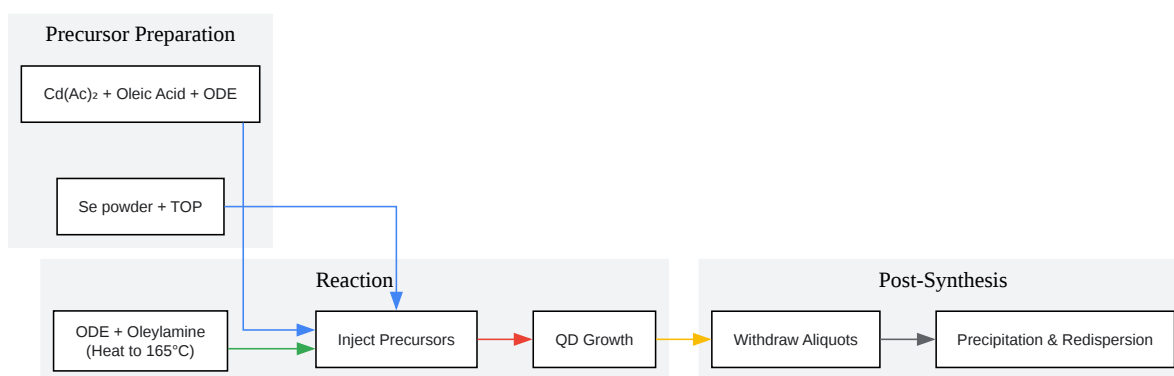 Precursor Preparation
Cd(Ac)₂ + Oleic Acid + ODE
Se powder + TOP
Reaction
ODE + Oleylamine
(Heat to 165°C)
Inject Precursors
QD Growth
Post-Synthesis
Withdraw Aliquots
Precipitation & Redispersion